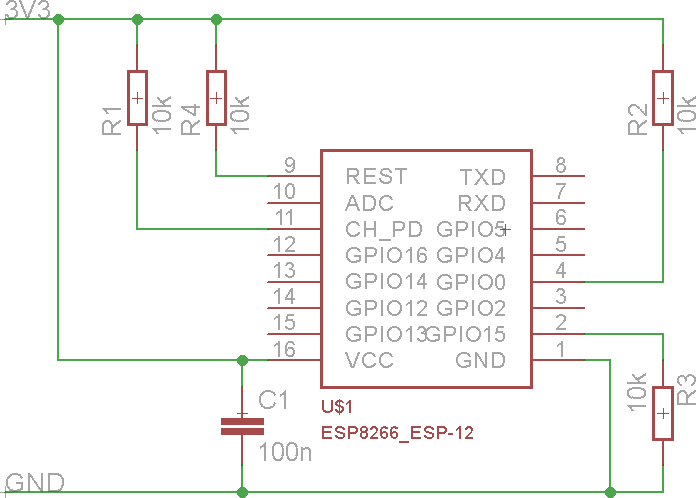 3V3
R1
10k
R4
10k
R2
10k
9 REST TXD 8
10 ADC RXD 7
11 CH_PD GPIO5 6
12 GPIO16 GPIO4 5
13 GPIO14 GPIO0 4
14 GPIO12 GPIO2 3
15 GPIO13 GPIO15 2
16 VCC GND 1
C1
100n
U$1
ESP8266_ESP-12
10k
R3
GND